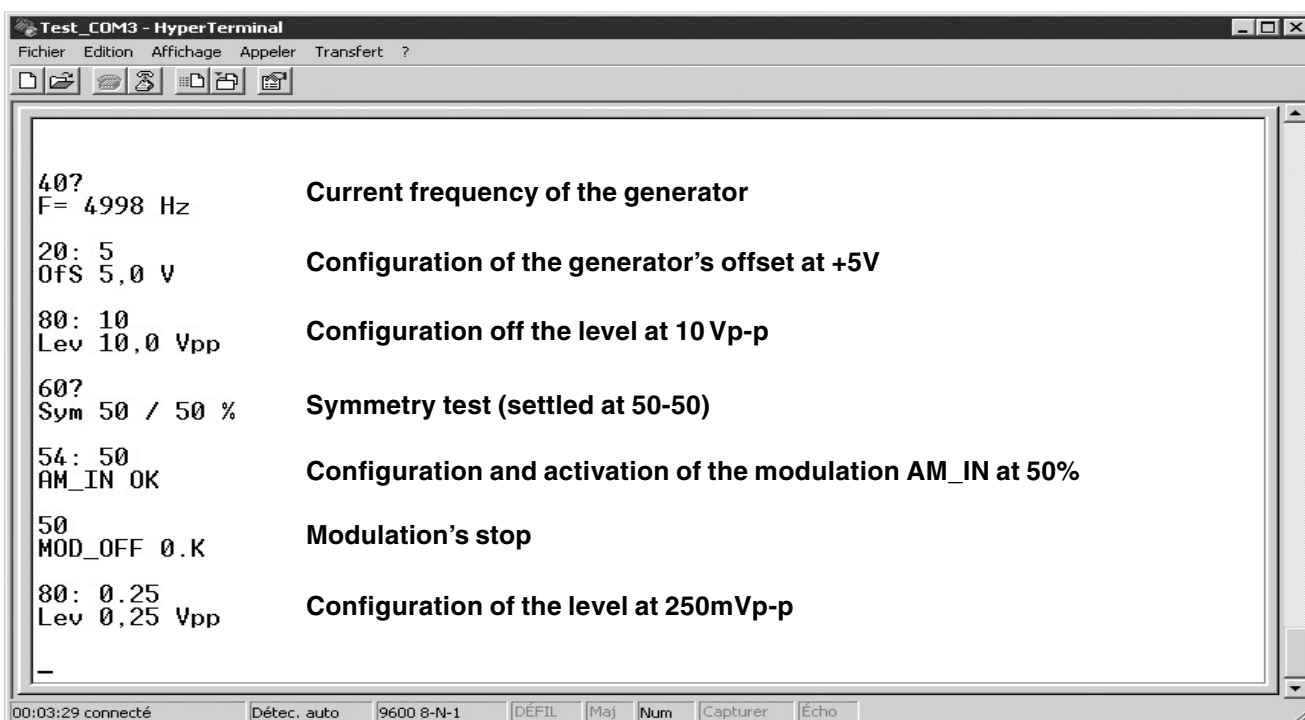 Test_COM3 - HyperTerminal
Fichier Edition Affichage Appeler Transfert ?
40?
F= 4998 Hz
Current frequency of the generator
20: 5
OfS 5,0 V
Configuration of the generator's offset at +5V
80: 10
Lev 10,0 Vpp
Configuration off the level at 10 Vp-p
60?
Sym 50 / 50 %
Symmetry test (settled at 50-50)
54: 50
AM_IN OK
Configuration and activation of the modulation AM_IN at 50%
50
MOD_OFF 0.K
Modulation's stop
80: 0.25
Lev 0,25 Vpp
Configuration of the level at 250mVp-p
00:03:29 connecté Détec. auto 9600 8-N-1 DÉFIL Maj Num Capturer Écho